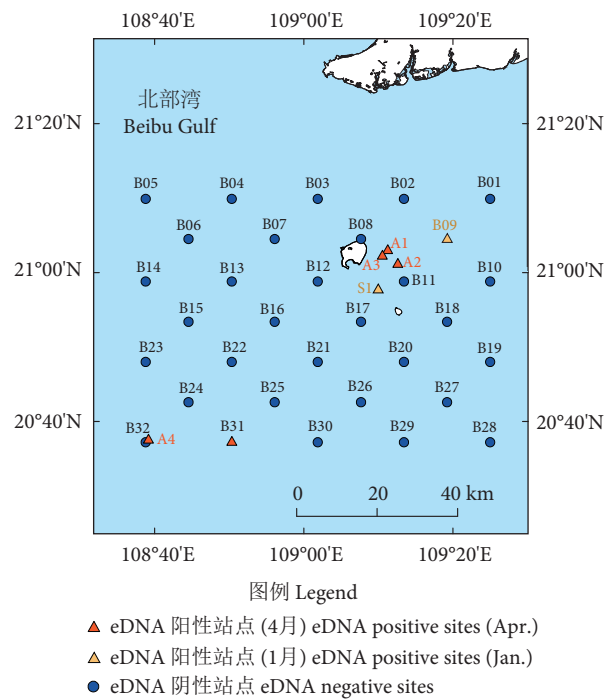 108°40'E 109°00'E 109°20'E
北部湾
Beibu Gulf
21°20'N 21°20'N
B05 B04 B03 B02 B01
B06 B07 B08 A1 B09
21°00'N A3 A2 21°00'N
B14 B13 B12 B11 B10
S1
B15 B16 B17 B18
B23 B22 B21 B20 B19
B24 B25 B26 B27
20°40'N 20°40'N
B32 A4 B31 B30 B29 B28
0 20 40 km
108°40'E 109°00'E 109°20'E
图例 Legend
eDNA 阳性站点 (4月) eDNA positive sites (Apr.)
eDNA 阳性站点 (1月) eDNA positive sites (Jan.)
eDNA 阴性站点 eDNA negative sites